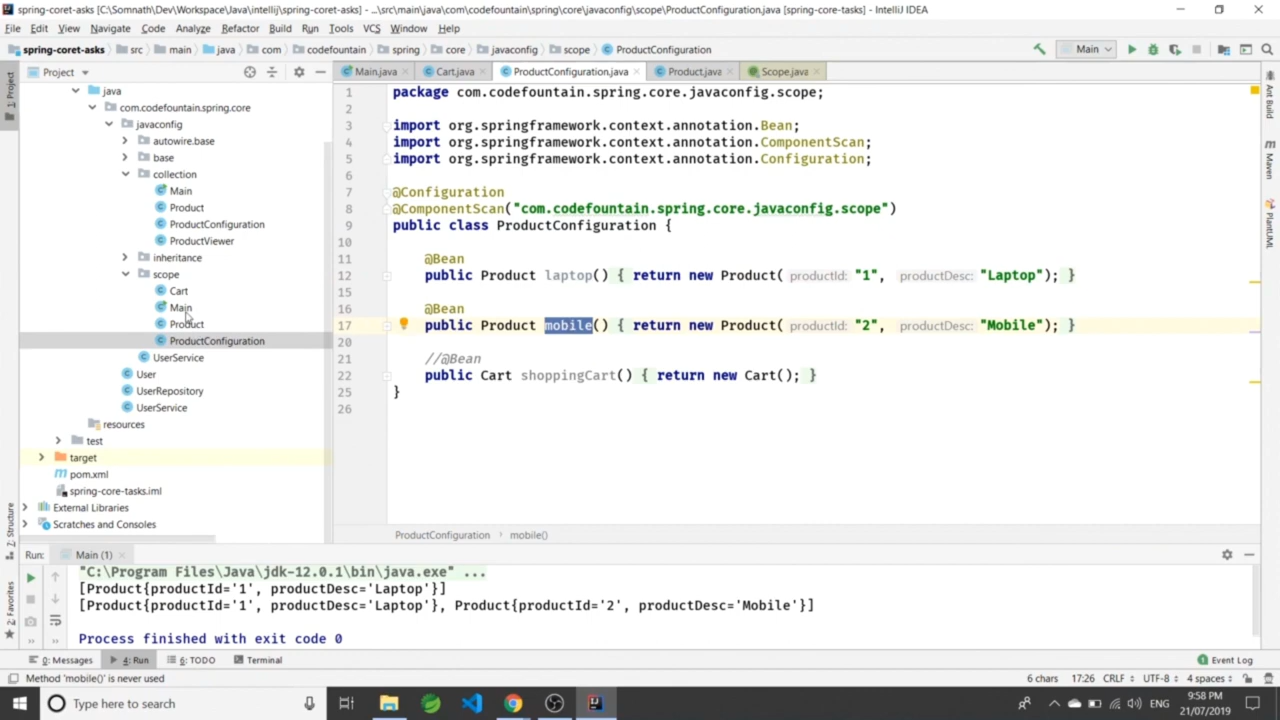 spring-coret-asks [C:\Somnath\Dev\Workspace\Java\intellij\spring-coret-asks] - ...\src\main\java\com\codefountain\spring\core\javaconfig\scope\ProductConfiguration.java [spring-core-tasks] - IntelliJ IDEA
File Edit View Navigate Code Analyze Refactor Build Run Tools VCS Window Help
spring-coret-asks src main java com codefountain spring core javaconfig scope ProductConfiguration Main
Project Main.java Cart.java ProductConfiguration.java Product.java Scope.java
1: Project
Ant Build
Maven
PlantUML
java
com.codefountain.spring.core
javaconfig
autowire.base
base
collection
Main
Product
ProductConfiguration
ProductViewer
inheritance
scope
Cart
Main
Product
ProductConfiguration
UserService
User
UserRepository
UserService
resources
test
target
pom.xml
spring-core-tasks.iml
External Libraries
Scratches and Consoles
1 package com.codefountain.spring.core.javaconfig.scope;
2
3 import org.springframework.context.annotation.Bean;
4 import org.springframework.context.annotation.ComponentScan;
5 import org.springframework.context.annotation.Configuration;
6
7 @Configuration
8 @ComponentScan("com.codefountain.spring.core.javaconfig.scope")
9 public class ProductConfiguration {
10
11 @Bean
12 public Product laptop() { return new Product( productId: "1", productDesc: "Laptop"); }
15
16 @Bean
17 public Product mobile() { return new Product( productId: "2", productDesc: "Mobile"); }
20
21 //@Bean
22 public Cart shoppingCart() { return new Cart(); }
25 }
26
ProductConfiguration › mobile()
Z: Structure
2: Favorites
Run: Main (1)
"C:\Program Files\Java\jdk-12.0.1\bin\java.exe" ...
[Product{productId='1', productDesc='Laptop'}]
[Product{productId='1', productDesc='Laptop'}, Product{productId='2', productDesc='Mobile'}]
Process finished with exit code 0
0: Messages 4: Run 6: TODO Terminal Event Log
Method 'mobile()' is never used 6 chars 17:26 CRLF UTF-8 4 spaces
Type here to search ENG 9:58 PM
21/07/2019